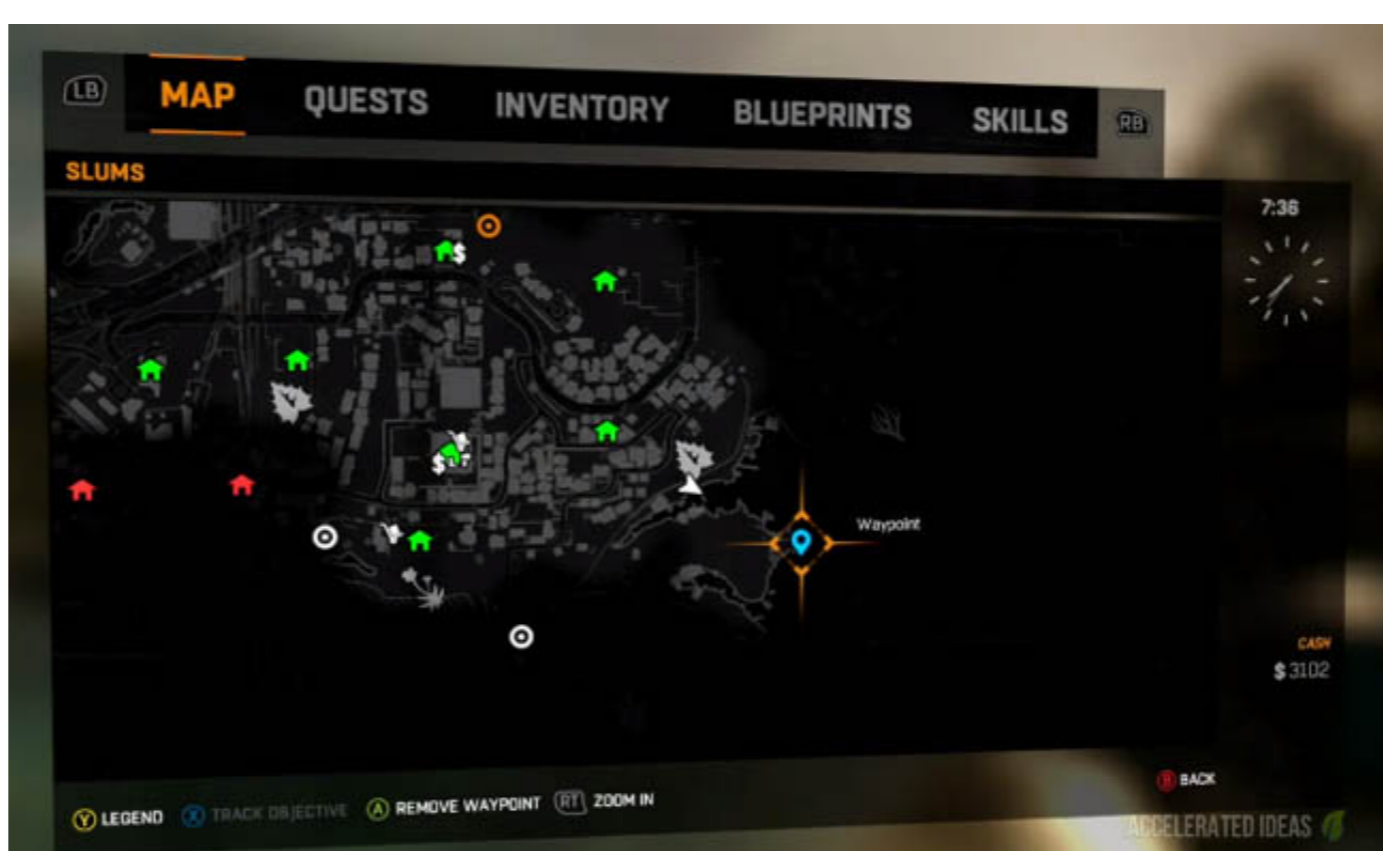 LB MAP QUESTS INVENTORY BLUEPRINTS SKILLS RB
SLUMS
7:36
$
$
Waypoint
CASH
$3102
B BACK
Y LEGEND X TRACK OBJECTIVE A REMOVE WAYPOINT RT ZOOM IN
ACCELERATED IDEAS